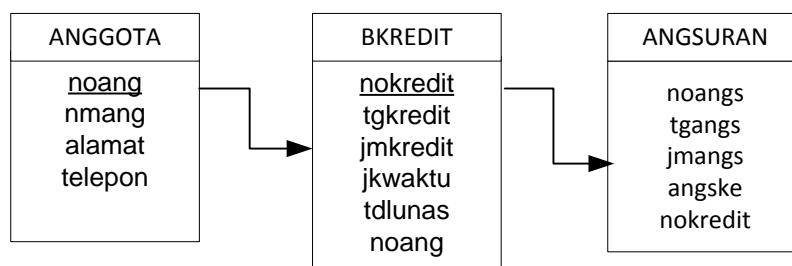 ANGGOTA
noang
nmang
alamat
telepon
BKREDIT
nokredit
tgkredit
jmkredit
jkwaktu
tdlunas
noang
ANGSURAN
noangs
tgangs
jmangs
angske
nokredit